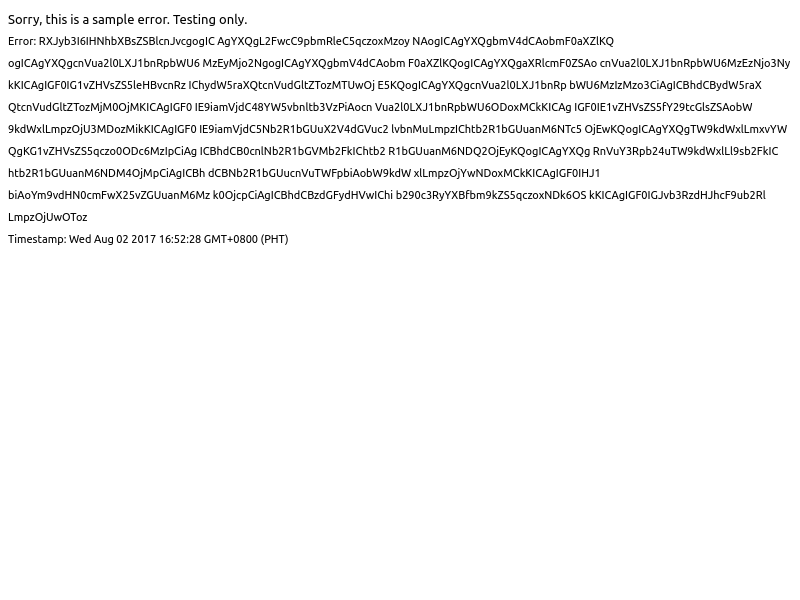 Sorry, this is a sample error. Testing only.
Error: RXJyb3I6IHNhbXBsZSBlcnJvcgogIC AgYXQgL2FwcC9pbmRleC5qczoxMzoy NAogICAgYXQgbmV4dCAobmF0aXZlKQ
ogICAgYXQgcnVua2l0LXJ1bnRpbWU6 MzEyMjo2NgogICAgYXQgbmV4dCAobm F0aXZlKQogICAgYXQgaXRlcmF0ZSAo cnVua2l0LXJ1bnRpbWU6MzEzNzo3Ny
kKICAgIGF0IG1vZHVsZS5leHBvcnRz IChydW5raXQtcnVudGltZTozMTUwOj E5KQogICAgYXQgcnVua2l0LXJ1bnRp bWU6MzIzMzo3CiAgICBhdCBydW5raX
QtcnVudGltZTozMjM0OjMKICAgIGF0 IE9iamVjdC48YW5vbnltb3VzPiAocn Vua2l0LXJ1bnRpbWU6ODoxMCkKICAg IGF0IE1vZHVsZS5fY29tcGlsZSAobW
9kdWxlLmpzOjU3MDozMikKICAgIGF0 IE9iamVjdC5Nb2R1bGUuX2V4dGVuc2 lvbnMuLmpzIChtb2R1bGUuanM6NTc5 OjEwKQogICAgYXQgTW9kdWxlLmxvYW
QgKG1vZHVsZS5qczo0ODc6MzIpCiAg ICBhdCB0cnlNb2R1bGVMb2FkIChtb2 R1bGUuanM6NDQ2OjEyKQogICAgYXQg RnVuY3Rpb24uTW9kdWxlLl9sb2FkIC
htb2R1bGUuanM6NDM4OjMpCiAgICBh dCBNb2R1bGUucnVuTWFpbiAobW9kdW xlLmpzOjYwNDoxMCkKICAgIGF0IHJ1
biAoYm9vdHN0cmFwX25vZGUuanM6Mz k0OjcpCiAgICBhdCBzdGFydHVwIChi b290c3RyYXBfbm9kZS5qczoxNDk6OS kKICAgIGF0IGJvb3RzdHJhcF9ub2Rl
LmpzOjUwOToz
Timestamp: Wed Aug 02 2017 16:52:28 GMT+0800 (PHT)